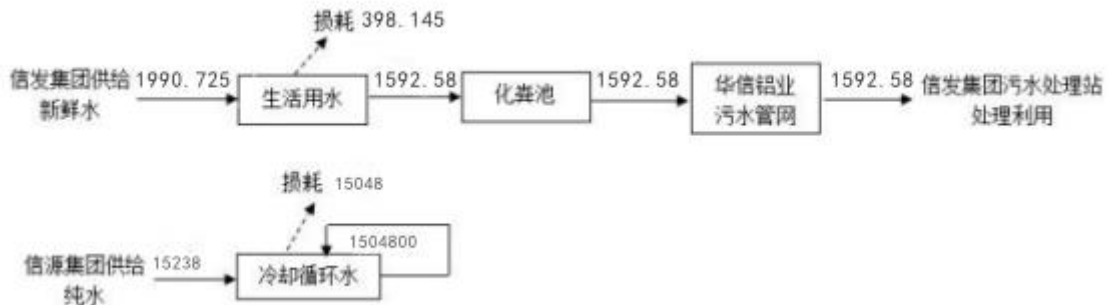 损耗 398.145
信发集团供给
新鲜水
1990.725
生活用水
1592.58
化粪池
1592.58
华信铝业
污水管网
1592.58
信发集团污水处理站
处理利用
损耗 15048
信源集团供给
纯水
15238
冷却循环水
1504800